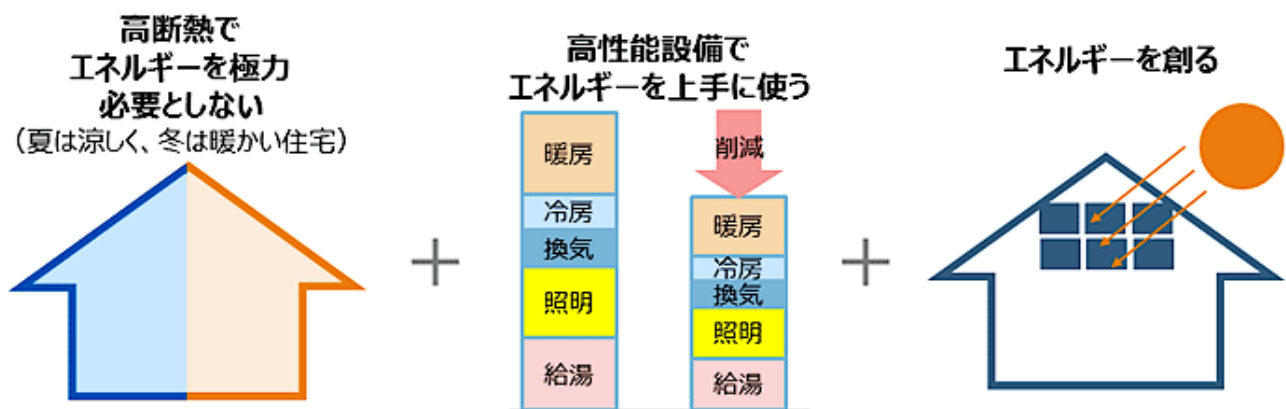 高断熱で
エネルギーを極力
必要としない
（夏は涼しく、冬は暖かい住宅）
高性能設備で
エネルギーを上手に使う
暖房
冷房
換気
照明
給湯
削減
暖房
冷房
換気
照明
給湯
エネルギーを創る